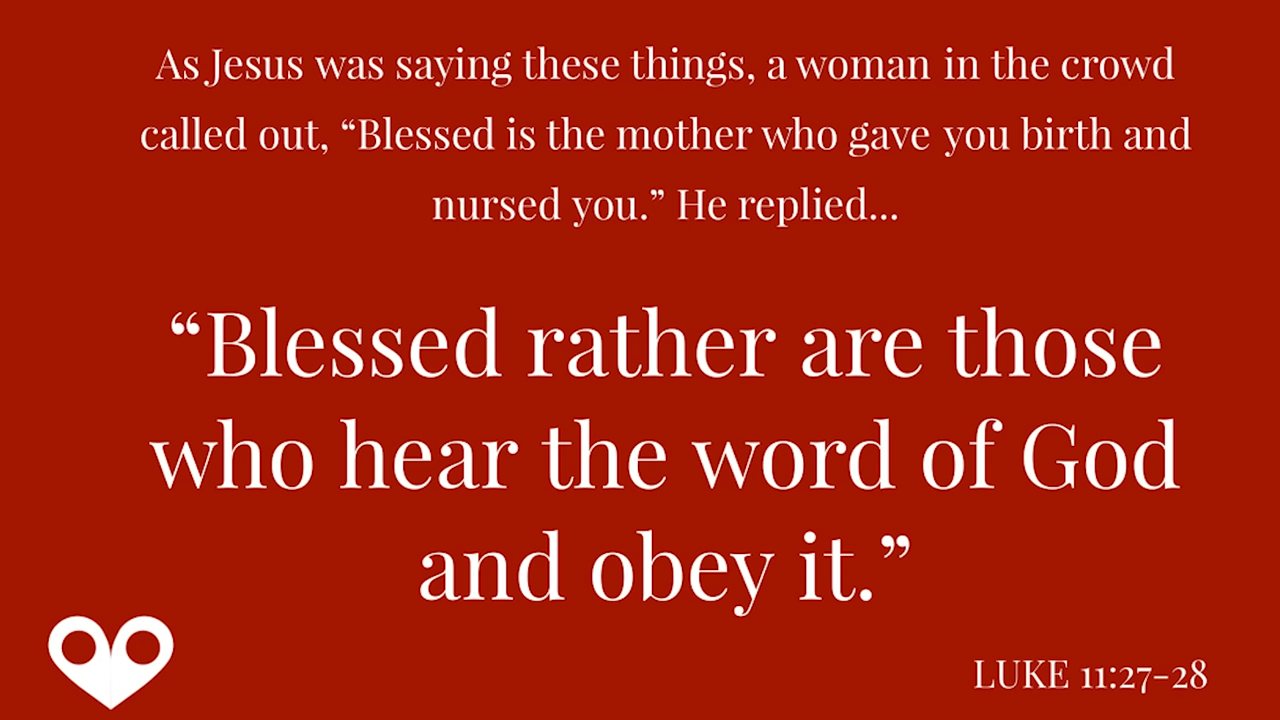 As Jesus was saying these things, a woman in the crowd
called out, “Blessed is the mother who gave you birth and
nursed you.” He replied...
“Blessed rather are those
who hear the word of God
and obey it.”
LUKE 11:27-28